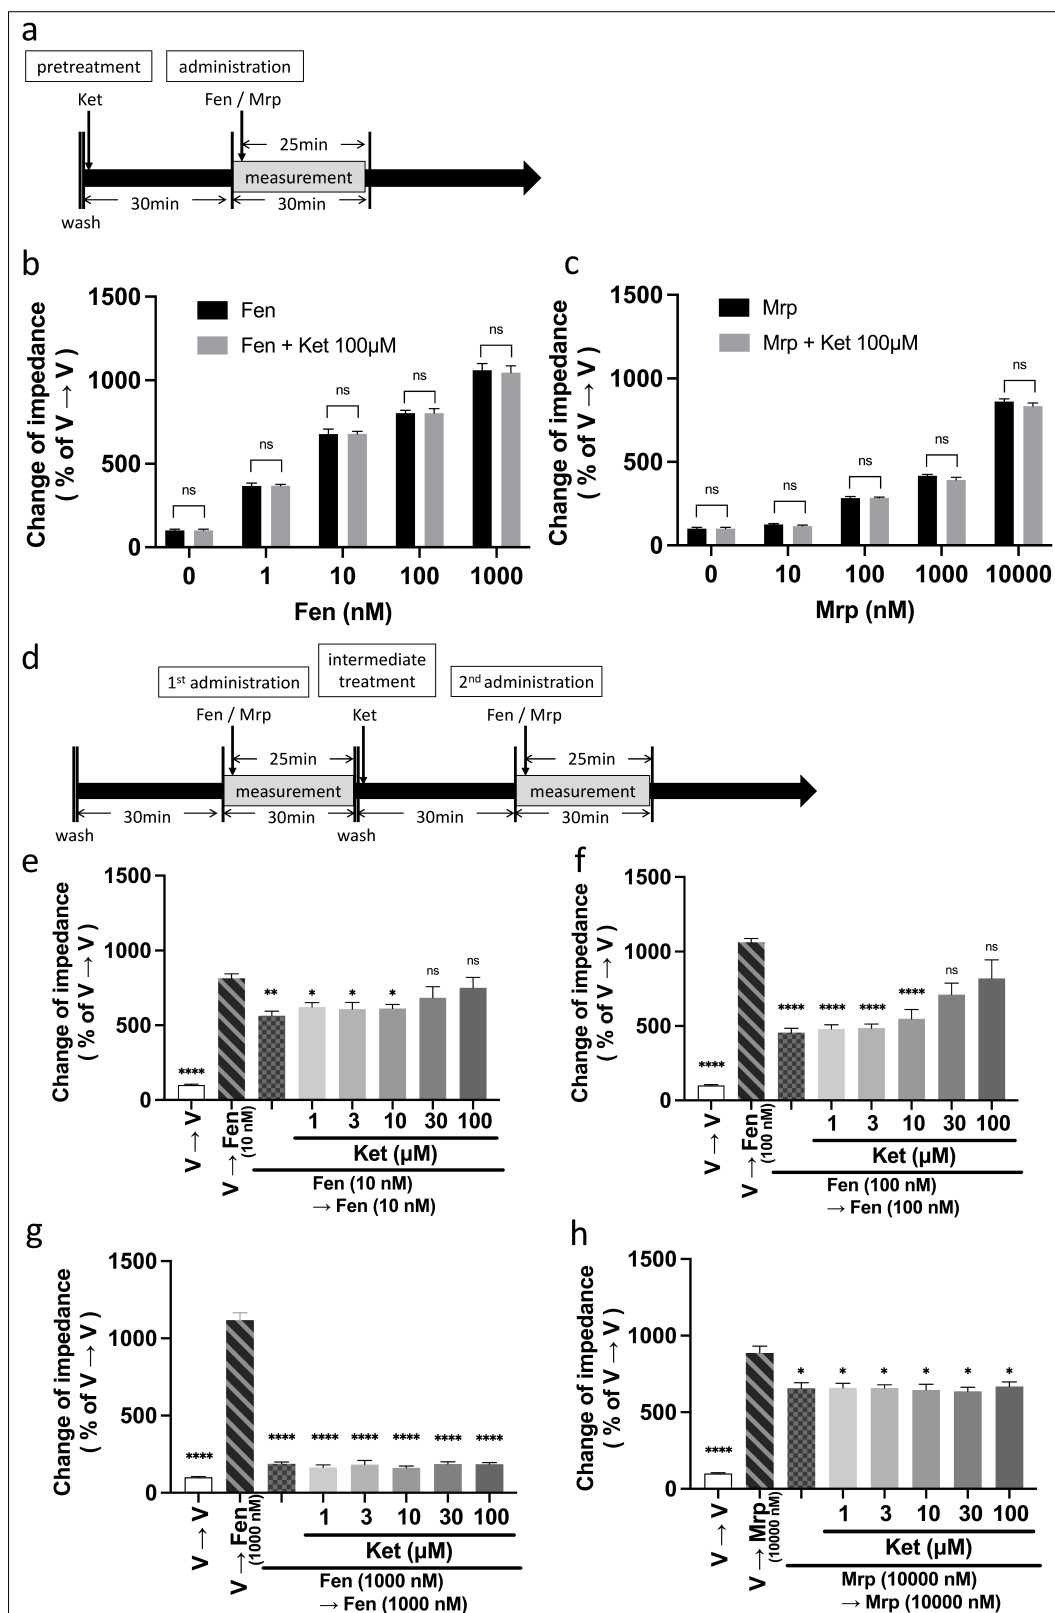 a
pretreatment
administration
Ket
Fen / Mrp
25min
measurement
30min
30min
wash
b
Change of impedance
( % of V → V )
1500
1000
500
0
Fen
Fen + Ket 100µM
ns
ns
ns
ns
ns
0
1
10
100
1000
Fen (nM)
c
Change of impedance
( % of V → V )
1500
1000
500
0
Mrp
Mrp + Ket 100µM
ns
ns
ns
ns
ns
0
10
100
1000
10000
Mrp (nM)
d
1st administration
intermediate
treatment
2nd administration
Fen / Mrp
Ket
Fen / Mrp
25min
25min
measurement
measurement
30min
30min
30min
30min
wash
wash
e
Change of impedance
( % of V → V )
1500
1000
500
0
****
**
*
*
*
ns
ns
V → V
V → Fen
(10 nM)
1
3
10
30
100
Ket (µM)
Fen (10 nM)
→ Fen (10 nM)
f
Change of impedance
( % of V → V )
1500
1000
500
0
****
****
****
****
****
ns
ns
V → V
V → Fen
(100 nM)
1
3
10
30
100
Ket (µM)
Fen (100 nM)
→ Fen (100 nM)
g
Change of impedance
( % of V → V )
1500
1000
500
0
****
****
****
****
****
****
****
V → V
V → Fen
(1000 nM)
1
3
10
30
100
Ket (µM)
Fen (1000 nM)
→ Fen (1000 nM)
h
Change of impedance
( % of V → V )
1500
1000
500
0
****
*
*
*
*
*
*
V → V
V → Mrp
(10000 nM)
1
3
10
30
100
Ket (µM)
Mrp (10000 nM)
→ Mrp (10000 nM)